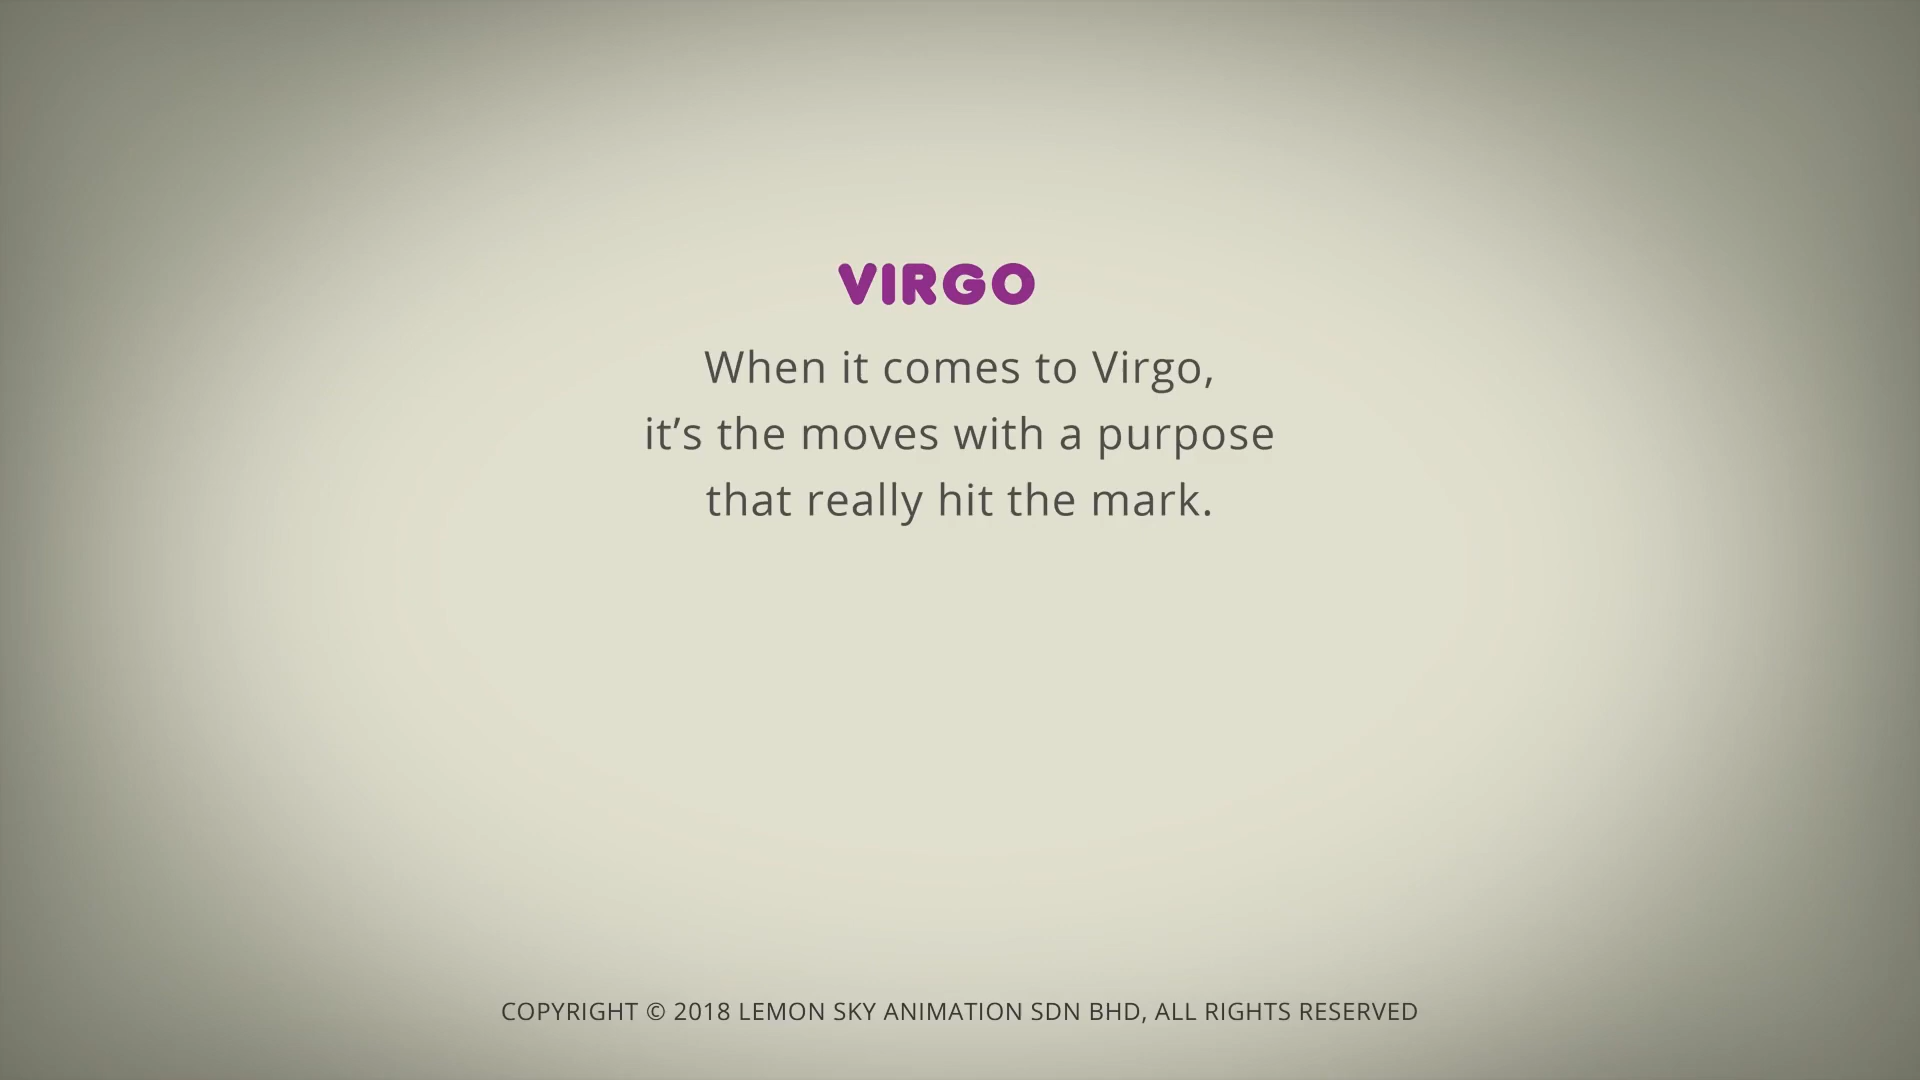 VIRGO
When it comes to Virgo,
it’s the moves with a purpose
that really hit the mark.
COPYRIGHT © 2018 LEMON SKY ANIMATION SDN BHD, ALL RIGHTS RESERVED